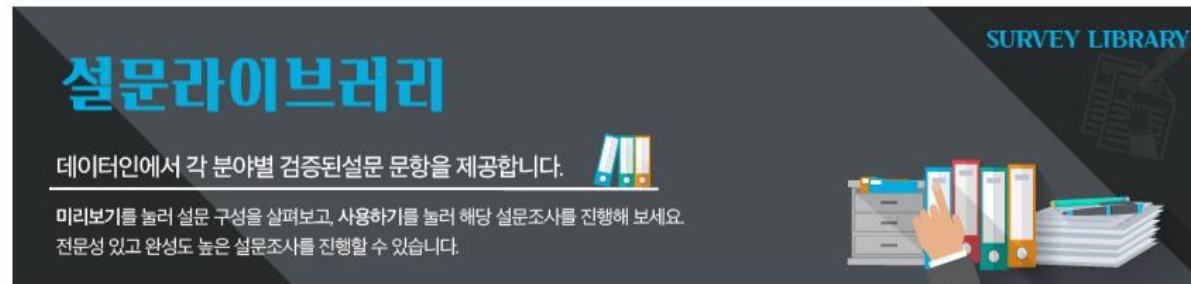 SURVEY LIBRARY
설문라이브러리
데이터인에서 각 분야별 검증된설문 문항을 제공합니다.
미리보기를 눌러 설문 구성을 살펴보고, 사용하기를 눌러 해당 설문조사를 진행해 보세요.
전문성 있고 완성도 높은 설문조사를 진행할 수 있습니다.